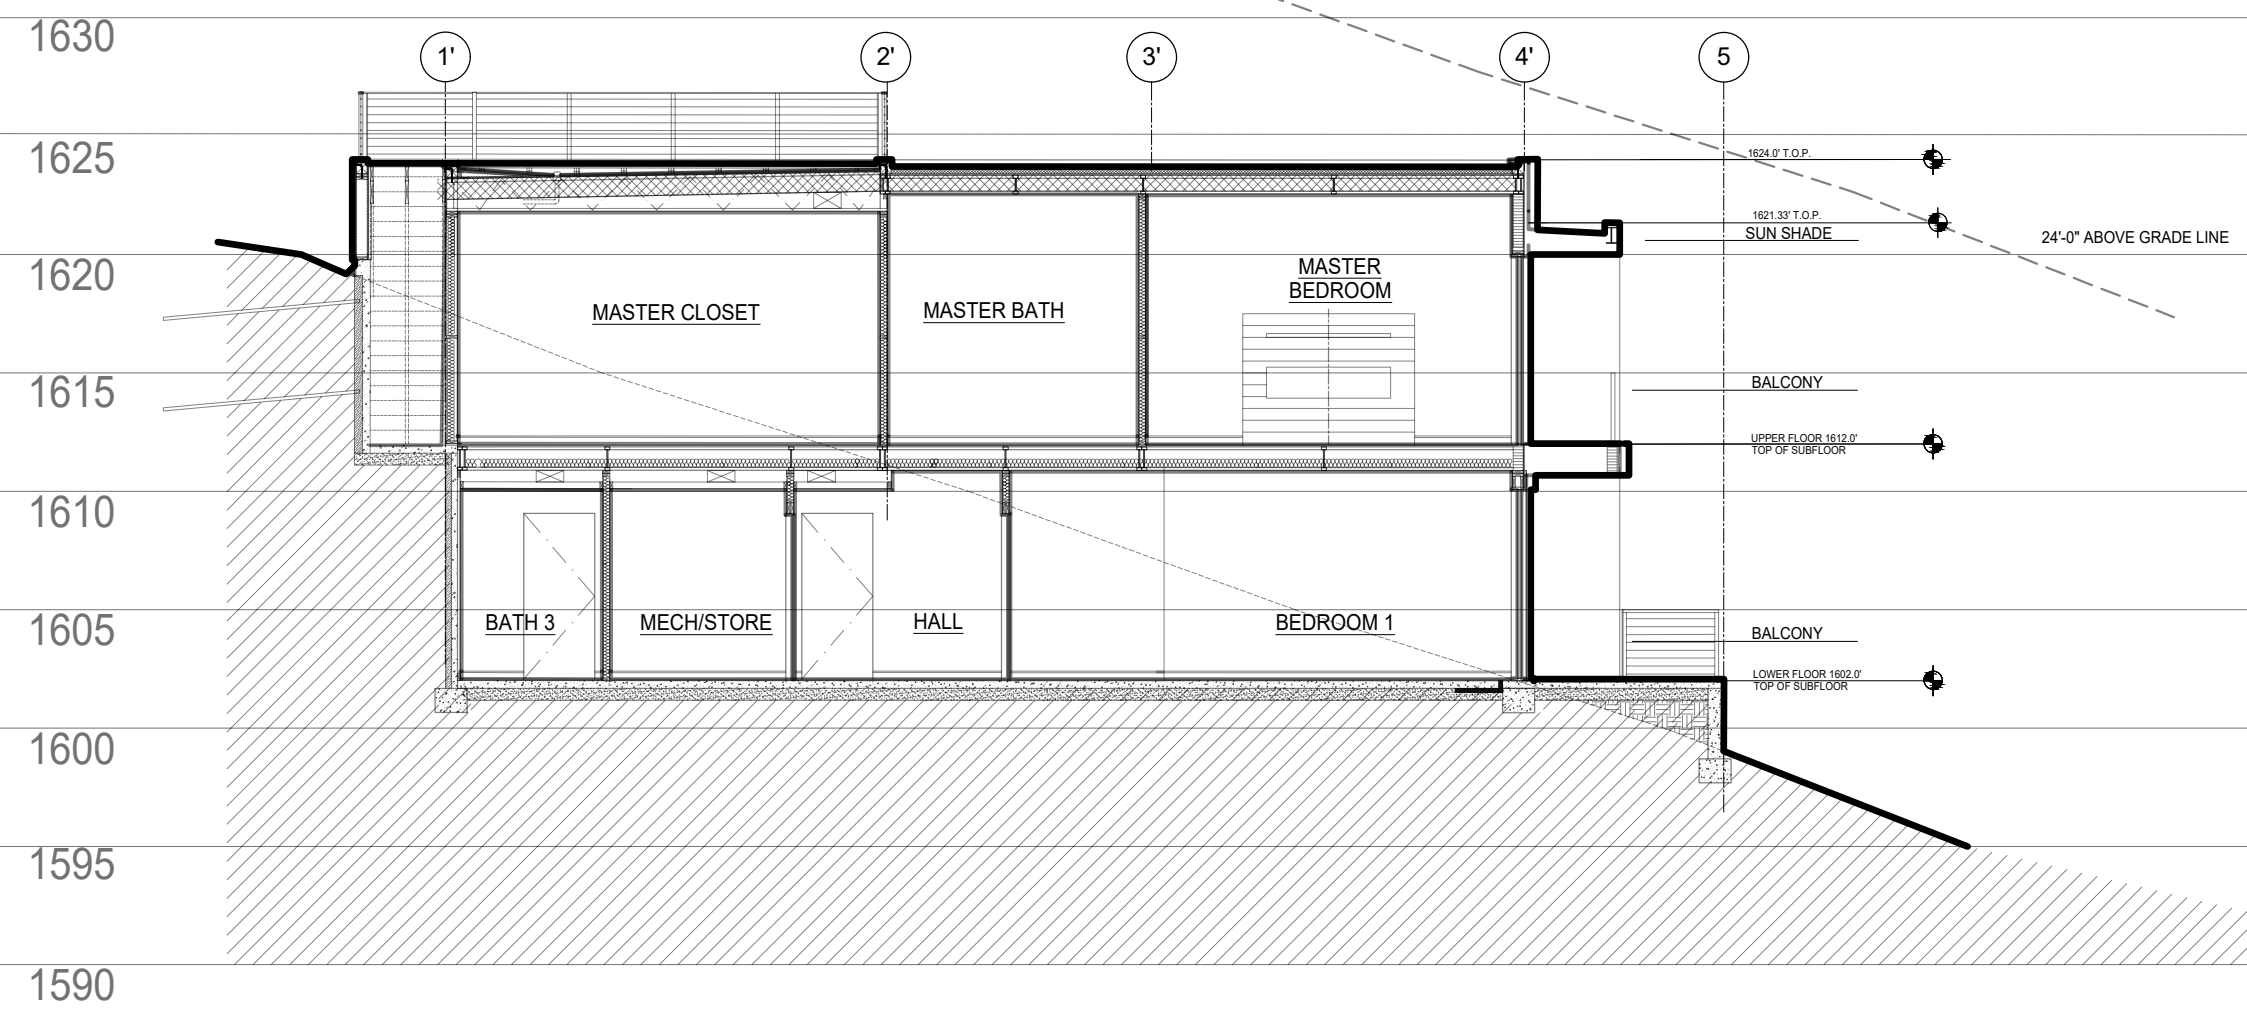 1630
1'
2'
3'
4'
5
1625
1624.0' T.O.P.
1621.33' T.O.P.
SUN SHADE
24'-0" ABOVE GRADE LINE
1620
MASTER
BEDROOM
MASTER CLOSET
MASTER BATH
1615
BALCONY
UPPER FLOOR 1612.0'
TOP OF SUBFLOOR
1610
1605
BATH 3
MECH/STORE
HALL
BEDROOM 1
BALCONY
LOWER FLOOR 1602.0'
TOP OF SUBFLOOR
1600
1595
1590